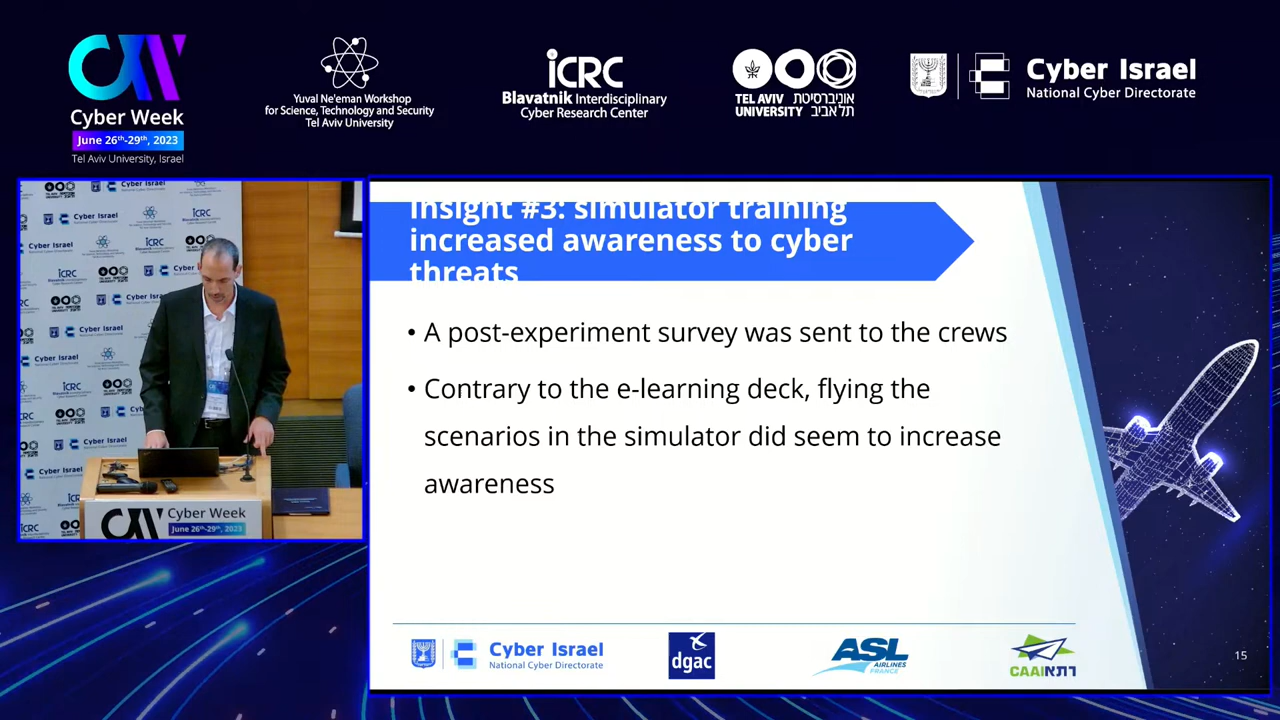 Cyber Week
June 26th-29th, 2023
Tel Aviv University, Israel
Yuval Ne'eman Workshop
for Science, Technology and Security
Tel Aviv University
iCRC
Blavatnik Interdisciplinary
Cyber Research Center
TEL AVIV אוניברסיטת
UNIVERSITY תל אביב
Cyber Israel
National Cyber Directorate
Insight #3: simulator training
increased awareness to cyber
threats
• A post-experiment survey was sent to the crews
• Contrary to the e-learning deck, flying the
scenarios in the simulator did seem to increase
awareness
Cyber Israel
National Cyber Directorate
dgac
ASL
AIRLINES
FRANCE
CAAI רתא
15
Cyber Week
June 26th-29th, 2023